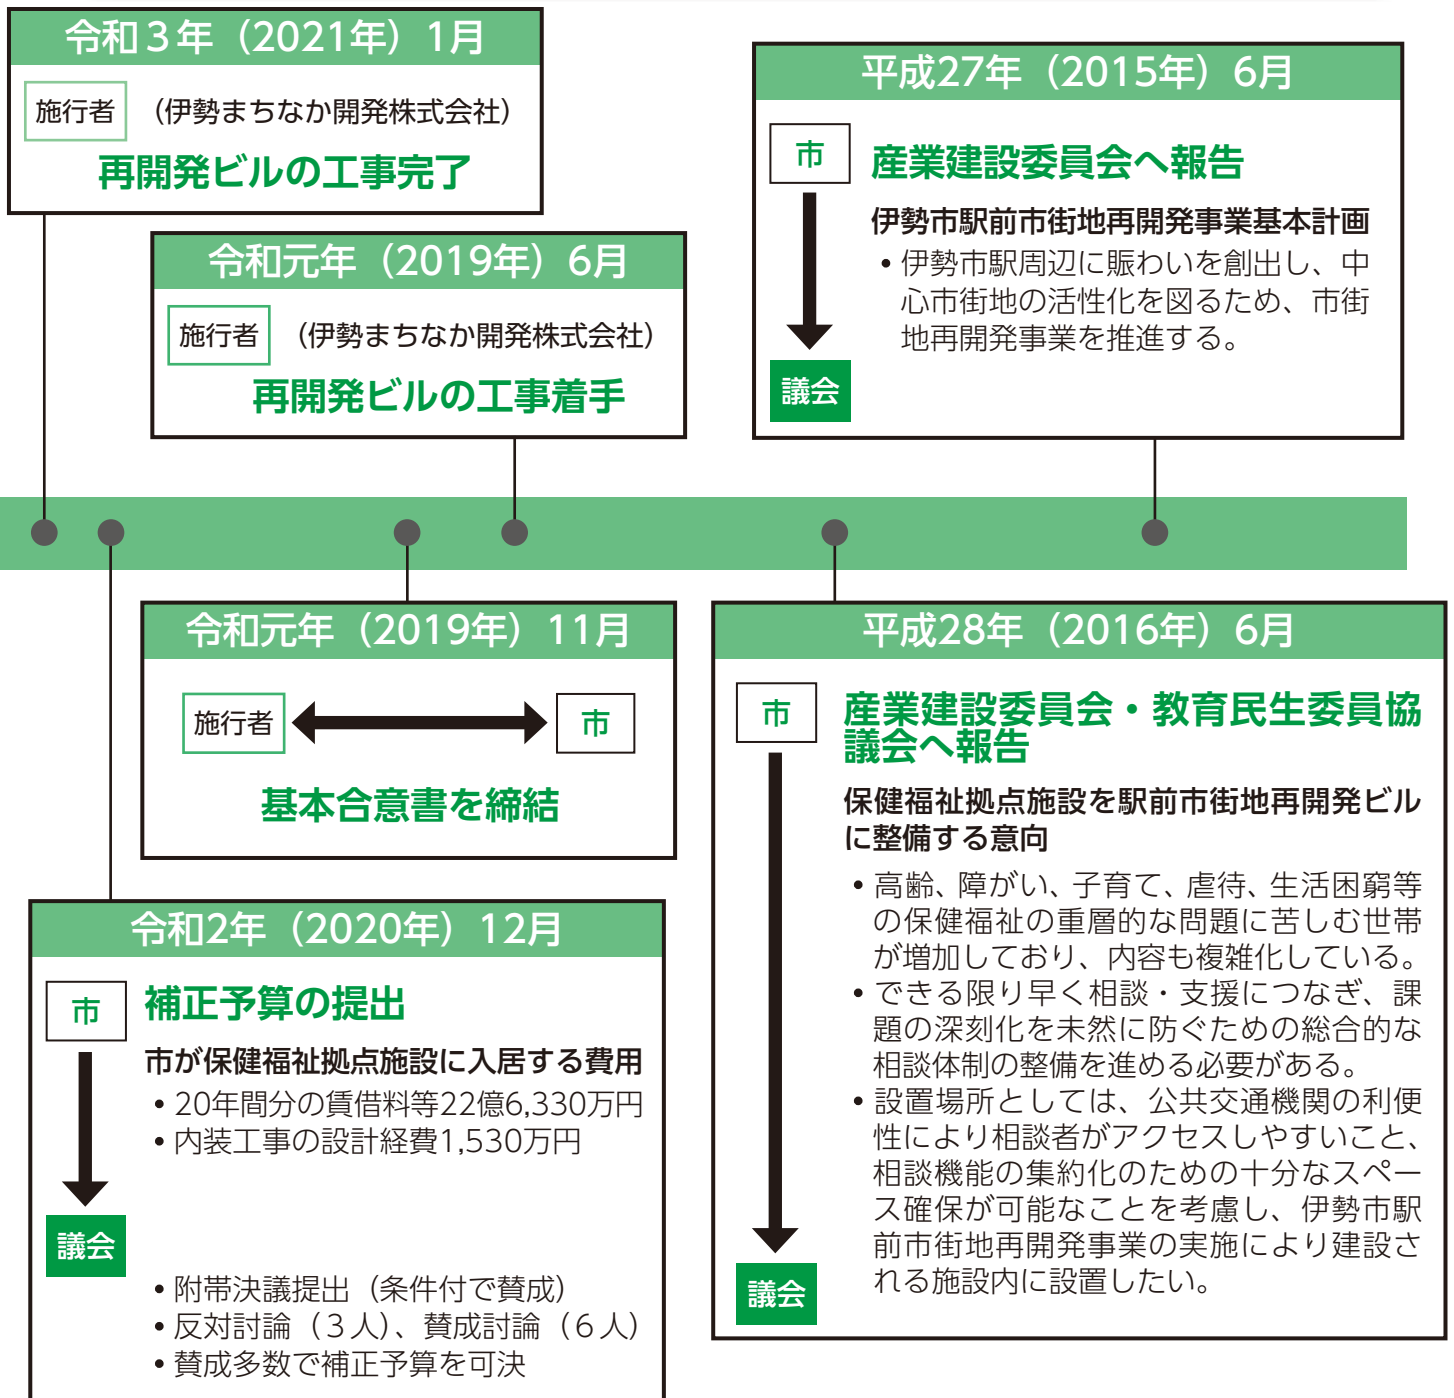 平成27年（2015年）6月
市
産業建設委員会へ報告
伊勢市駅前市街地再開発事業基本計画
• 伊勢市駅周辺に賑わいを創出し、中
心市街地の活性化を図るため、市街
地再開発事業を推進する。
議会
平成28年（2016年）6月
市
産業建設委員会・教育民生委員協
議会へ報告
保健福祉拠点施設を駅前市街地再開発ビル
に整備する意向
• 高齢、障がい、子育て、虐待、生活困窮等
の保健福祉の重層的な問題に苦しむ世帯
が増加しており、内容も複雑化している。
• できる限り早く相談・支援につなぎ、課
題の深刻化を未然に防ぐための総合的な
相談体制の整備を進める必要がある。
• 設置場所としては、公共交通機関の利便
性により相談者がアクセスしやすいこと、
相談機能の集約化のための十分なスペー
ス確保が可能なことを考慮し、伊勢市駅
前市街地再開発事業の実施により建設さ
れる施設内に設置したい。
議会
令和元年（2019年）6月
施行者 （伊勢まちなか開発株式会社）
再開発ビルの工事着手
令和元年（2019年）11月
施行者 市
基本合意書を締結
令和2年（2020年）12月
市
補正予算の提出
市が保健福祉拠点施設に入居する費用
• 20年間分の賃借料等22億6,330万円
• 内装工事の設計経費1,530万円
議会
• 附帯決議提出（条件付で賛成）
• 反対討論（３人）、賛成討論（６人）
• 賛成多数で補正予算を可決
令和３年（2021年）1月
施行者 （伊勢まちなか開発株式会社）
再開発ビルの工事完了